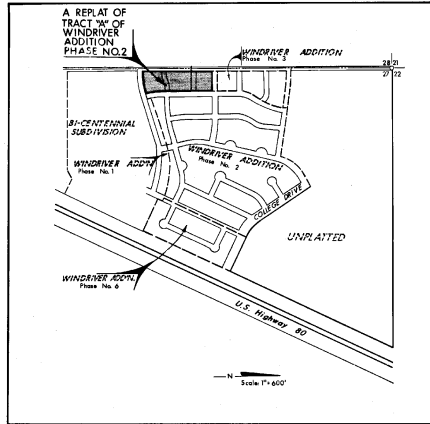 A REPLAT OF
TRACT "A" OF
WINDRIVER
ADDITION
PHASE NO.2
WINDRIVER ADDITION
Phase No. 3
28 21
27 22
BI-CENTENNIAL
SUBDIVISION
WINDRIVER ADD'N.
Phase No. 1
WINDRIVER ADDITION
Phase No. 2
COLLEGE DRIVE
UNPLATTED
WINDRIVER ADD'N.
Phase No. 6
U.S. Highway 80
N
Scale: 1"=600'